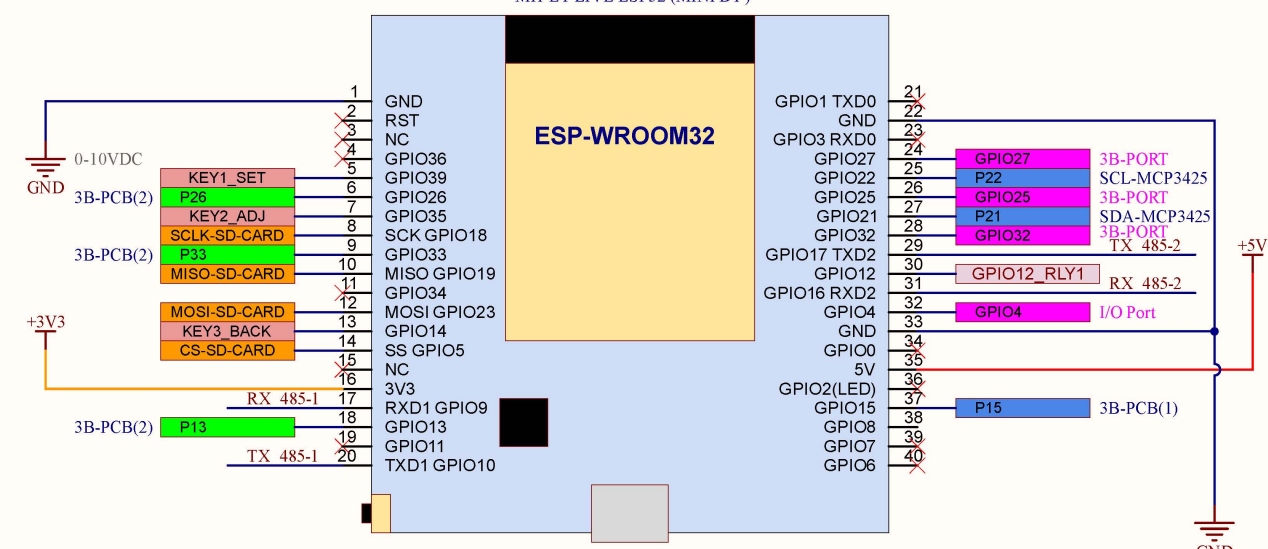 ESP-WROOM32
1 GND
2 RST
3 NC
0-10VDC 4 GPIO36
GND
KEY1_SET 5 GPIO39
3B-PCB(2) P26 6 GPIO26
KEY2_ADJ 7 GPIO35
SCLK-SD-CARD 8 SCK GPIO18
3B-PCB(2) P33 9 GPIO33
MISO-SD-CARD 10 MISO GPIO19
11 GPIO34
MOSI-SD-CARD 12 MOSI GPIO23
+3V3 KEY3_BACK 13 GPIO14
CS-SD-CARD 14 SS GPIO5
15 NC
16 3V3
RX 485-1 17 RXD1 GPIO9
3B-PCB(2) P13 18 GPIO13
19 GPIO11
TX 485-1 20 TXD1 GPIO10
GPIO1 TXD0 21
GND 22
GPIO3 RXD0 23
GPIO27 24 GPIO27 3B-PORT
GPIO22 25 P22 SCL-MCP3425
GPIO25 26 GPIO25 3B-PORT
GPIO21 27 P21 SDA-MCP3425
GPIO32 28 GPIO32 3B-PORT
GPIO17 TXD2 29 TX 485-2 +5V
GPIO12 30 GPIO12_RLY1
GPIO16 RXD2 31 RX 485-2
GPIO4 32 GPIO4 I/O Port
GND 33
GPIO0 34
5V 35
GPIO2(LED) 36
GPIO15 37 P15 3B-PCB(1)
GPIO8 38
GPIO7 39
GPIO6 40